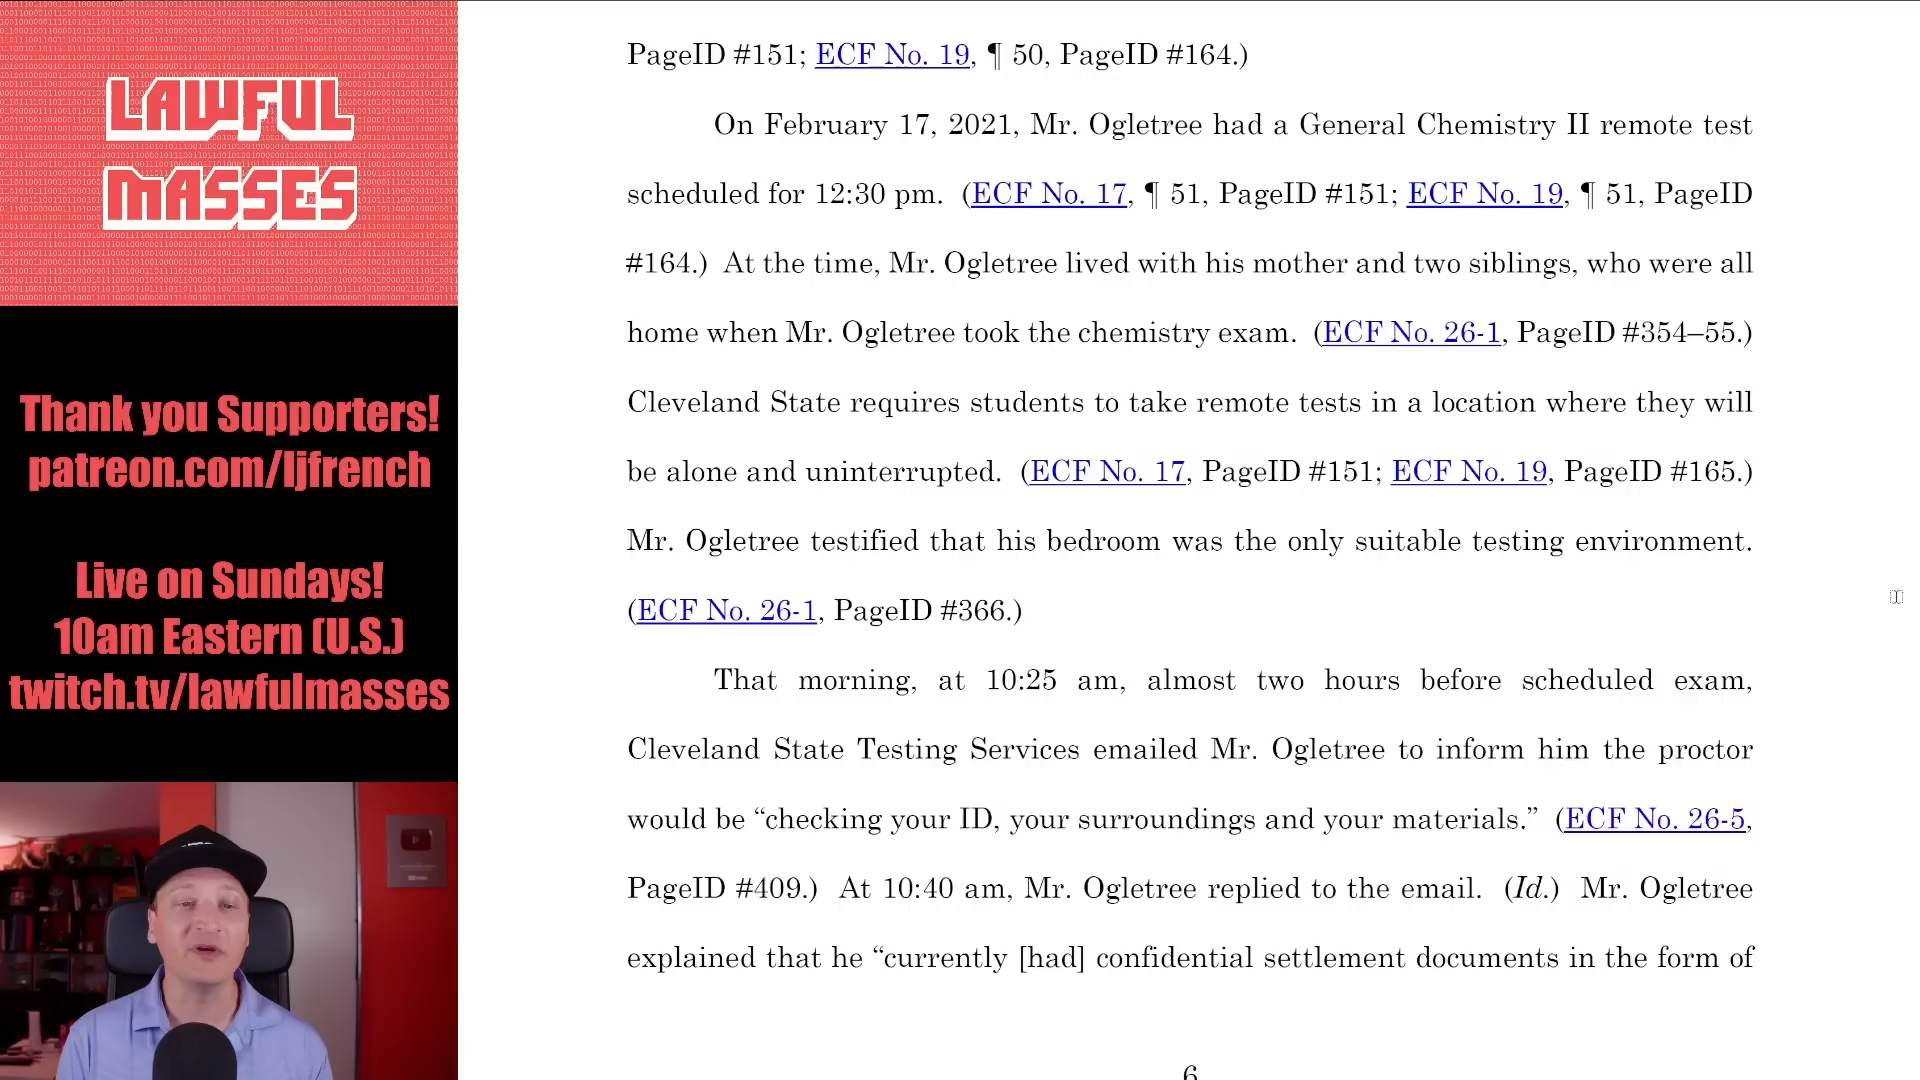 LAWFUL
MASSES
Thank you Supporters!
patreon.com/ljfrench
Live on Sundays!
10am Eastern (U.S.)
twitch.tv/lawfulmasses
PageID #151; ECF No. 19, ¶ 50, PageID #164.)
On February 17, 2021, Mr. Ogletree had a General Chemistry II remote test
scheduled for 12:30 pm. (ECF No. 17, ¶ 51, PageID #151; ECF No. 19, ¶ 51, PageID
#164.) At the time, Mr. Ogletree lived with his mother and two siblings, who were all
home when Mr. Ogletree took the chemistry exam. (ECF No. 26-1, PageID #354–55.)
Cleveland State requires students to take remote tests in a location where they will
be alone and uninterrupted. (ECF No. 17, PageID #151; ECF No. 19, PageID #165.)
Mr. Ogletree testified that his bedroom was the only suitable testing environment.
(ECF No. 26-1, PageID #366.)
That morning, at 10:25 am, almost two hours before scheduled exam,
Cleveland State Testing Services emailed Mr. Ogletree to inform him the proctor
would be “checking your ID, your surroundings and your materials.” (ECF No. 26-5,
PageID #409.) At 10:40 am, Mr. Ogletree replied to the email. (Id.) Mr. Ogletree
explained that he “currently [had] confidential settlement documents in the form of
6